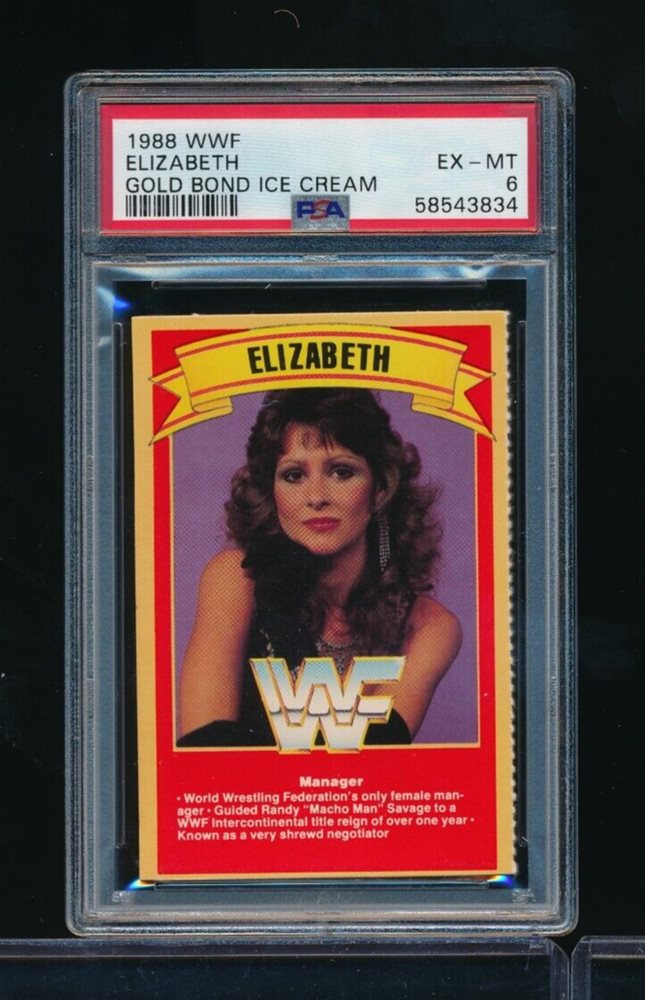 1988 WWF
ELIZABETH EX - MT
GOLD BOND ICE CREAM 6
PSA 58543834
ELIZABETH
WWF
Manager
• World Wrestling Federation's only female man-
ager • Guided Randy "Macho Man" Savage to a
WWF Intercontinental title reign of over one year •
Known as a very shrewd negotiator